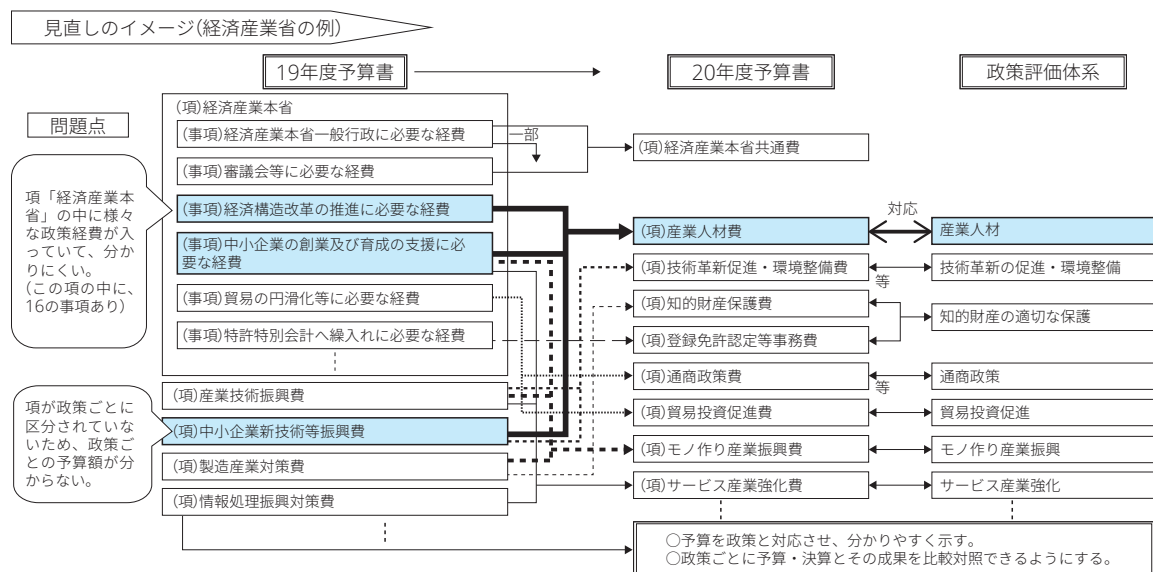 見直しのイメージ(経済産業省の例)
19年度予算書
20年度予算書
政策評価体系
問題点
項「経済産業本
省」の中に様々
な政策経費が入
っていて、分か
りにくい。
(この項の中に、
16の事項あり)
項が政策ごとに
区分されていな
いため、政策ご
との予算額が分
からない。
(項)経済産業本省
(事項)経済産業本省一般行政に必要な経費
一部
(事項)審議会等に必要な経費
(事項)経済構造改革の推進に必要な経費
(事項)中小企業の創業及び育成の支援に必
要な経費
(事項)貿易の円滑化等に必要な経費
(事項)特許特別会計へ繰入れに必要な経費
(項)産業技術振興費
(項)中小企業新技術等振興費
(項)製造産業対策費
(項)情報処理振興対策費
(項)経済産業本省共通費
(項)産業人材費
(項)技術革新促進・環境整備費
(項)知的財産保護費
(項)登録免許認定等事務費
(項)通商政策費
(項)貿易投資促進費
(項)モノ作り産業振興費
(項)サービス産業強化費
対応
等
等
産業人材
技術革新の促進・環境整備
知的財産の適切な保護
通商政策
貿易投資促進
モノ作り産業振興
サービス産業強化
○予算を政策と対応させ、分かりやすく示す。
○政策ごとに予算・決算とその成果を比較対照できるようにする。